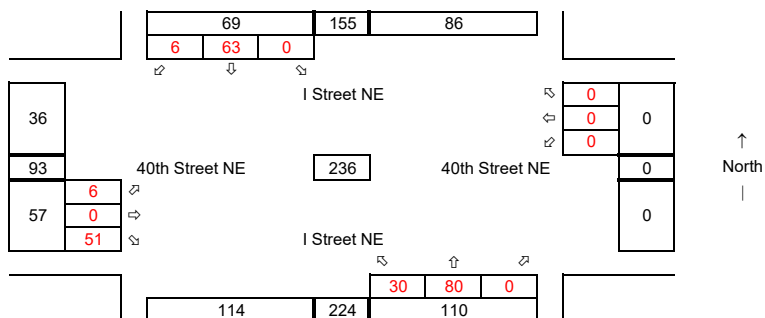 69 155 86
6 63 0
⬃ ⇩ ⬂
I Street NE
⬁ 0
36 ⇦ 0 0
⬃ 0
↑
93 40th Street NE 236 40th Street NE 0 North
6 ⬀
|
57 0 ⇨ 0
51 ⬂ I Street NE
⬁ ⇧ ⬀
30 80 0
114 224 110